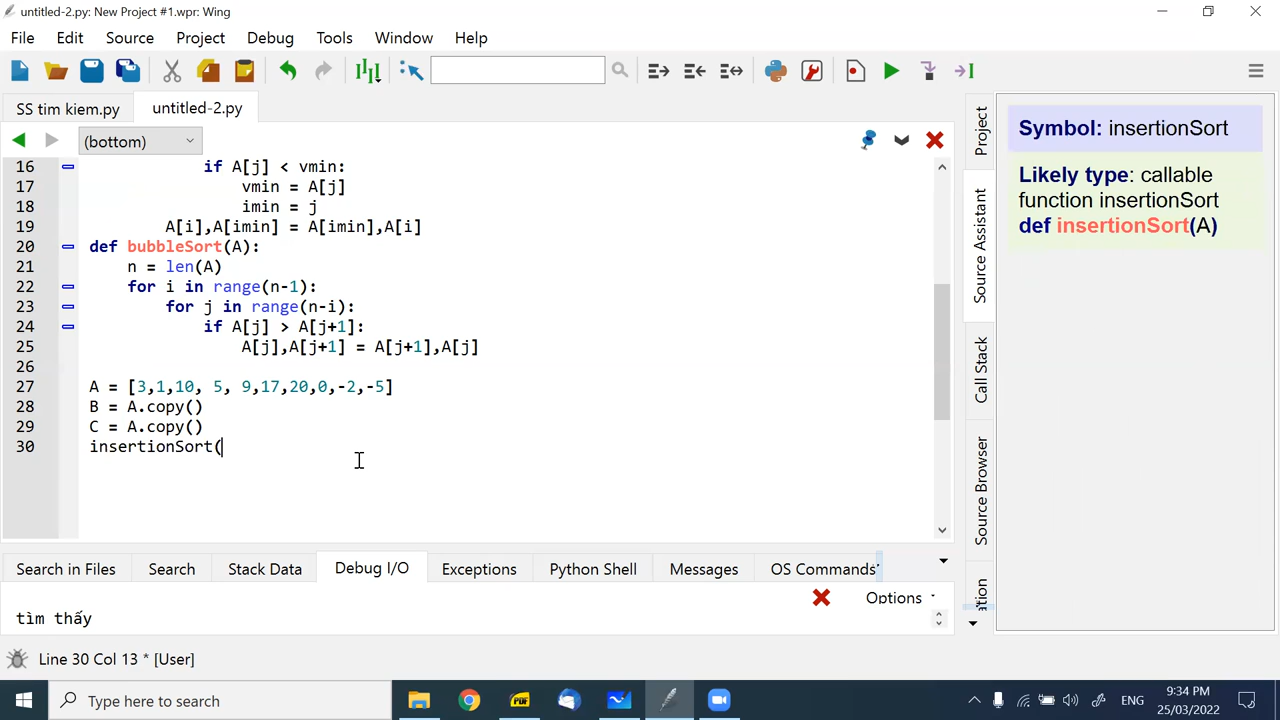 untitled-2.py: New Project #1.wpr: Wing
File Edit Source Project Debug Tools Window Help
SS tim kiem.py untitled-2.py
(bottom)
16 if A[j] < vmin:
17 vmin = A[j]
18 imin = j
19 A[i],A[imin] = A[imin],A[i]
20 def bubbleSort(A):
21 n = len(A)
22 for i in range(n-1):
23 for j in range(n-i):
24 if A[j] > A[j+1]:
25 A[j],A[j+1] = A[j+1],A[j]
26
27 A = [3,1,10, 5, 9,17,20,0,-2,-5]
28 B = A.copy()
29 C = A.copy()
30 insertionSort(
Project
Source Assistant
Call Stack
Source Browser
Symbol: insertionSort
Likely type: callable
function insertionSort
def insertionSort(A)
Search in Files Search Stack Data Debug I/O Exceptions Python Shell Messages OS Commands
Options
tìm thấy
Line 30 Col 13 * [User]
Type here to search
PDF
ENG
9:34 PM
25/03/2022